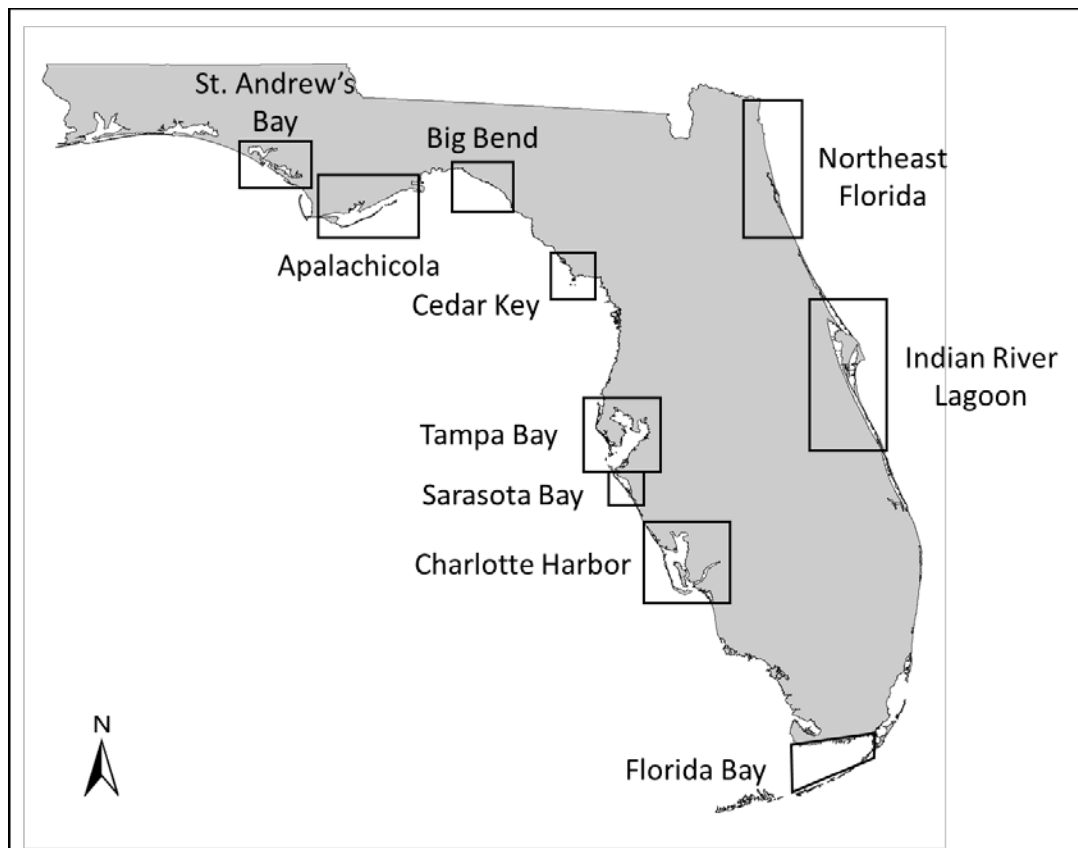 St. Andrew's
Bay
Big Bend
Northeast
Florida
Apalachicola
Cedar Key
Indian River
Lagoon
Tampa Bay
Sarasota Bay
Charlotte Harbor
N
Florida Bay